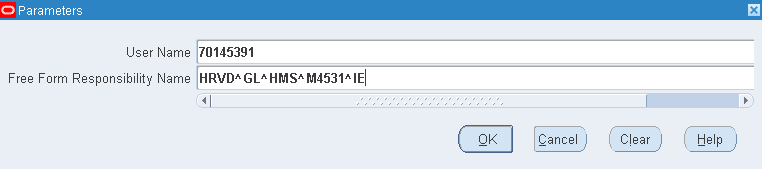 Parameters
User Name 70145391
Free Form Responsibility Name HRVD^GL^HMS^M4531^IE
OK Cancel Clear Help